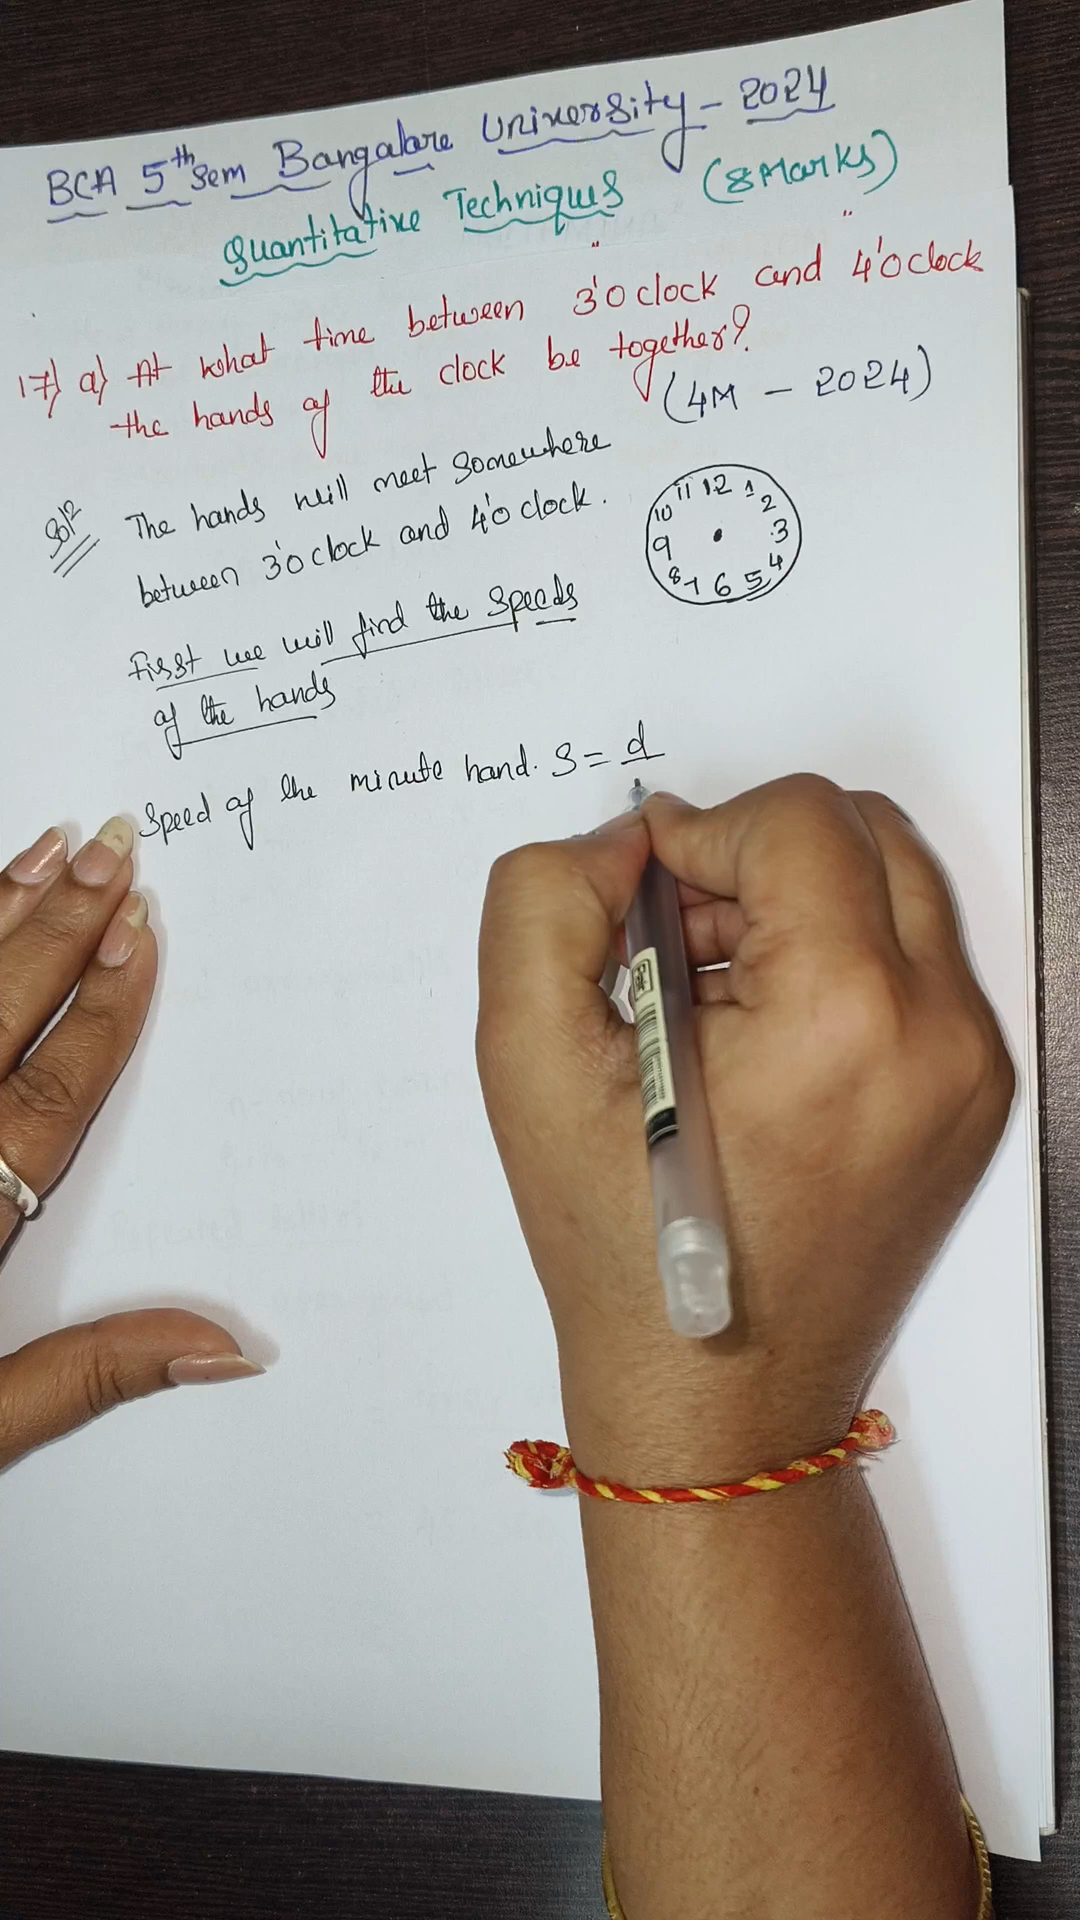 BCA 5th Sem Bangalore University - 2024
Quantitative Techniques (8 Marks)
17) a) At what time between 3'O clock and 4'O clock
the hands of the clock be together?
(4M - 2024)
Sol?
The hands will meet somewhere
between 3'O clock and 4'O clock.
11 12 1
10 2
9 3
8 7 6 5 4
First we will find the speeds
of the hands
Speed of the minute hand. S = d